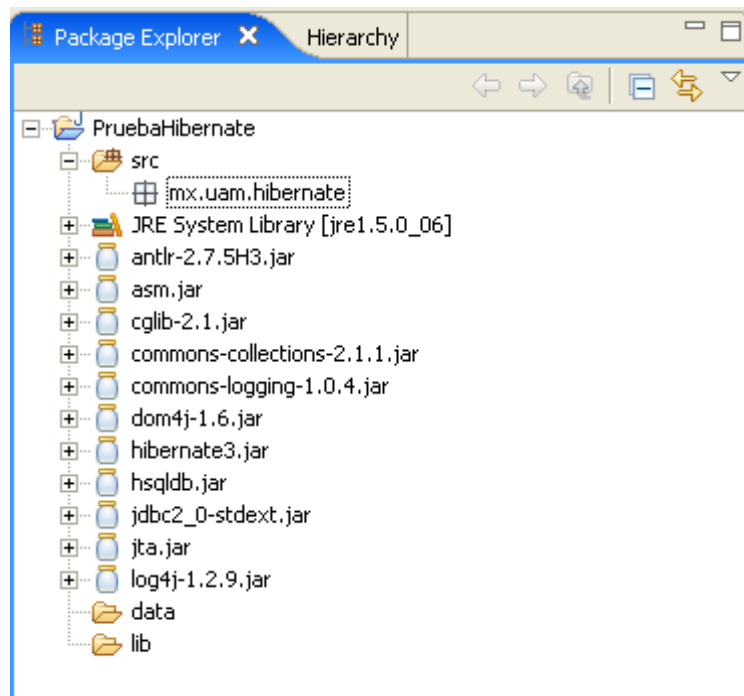 Package Explorer Hierarchy
PruebaHibernate
src
mx.uam.hibernate
JRE System Library [jre1.5.0_06]
antlr-2.7.5H3.jar
asm.jar
cglib-2.1.jar
commons-collections-2.1.1.jar
commons-logging-1.0.4.jar
dom4j-1.6.jar
hibernate3.jar
hsqldb.jar
jdbc2_0-stdext.jar
jta.jar
log4j-1.2.9.jar
data
lib